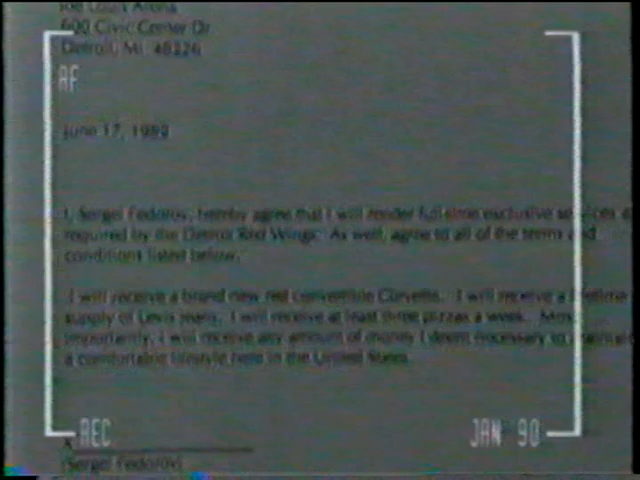 Joe Louis Arena
600 Civic Center Dr
Detroit, MI 48226
AF
June 17, 1989
I, Sergei Fedorov, hereby agree that I will render full-time exclusive services
required by the Detroit Red Wings. As well, agree to all of the terms and
conditions listed below.
I will receive a brand new red convertible Corvette. I will receive a lifetime
supply of Levis jeans. I will receive at least three pizzas a week. Most
importantly, I will receive any amount of money I deem necessary to maintain
a comfortable lifestyle here in the United States.
REC
JAN 90
X
(Sergei Fedorov)